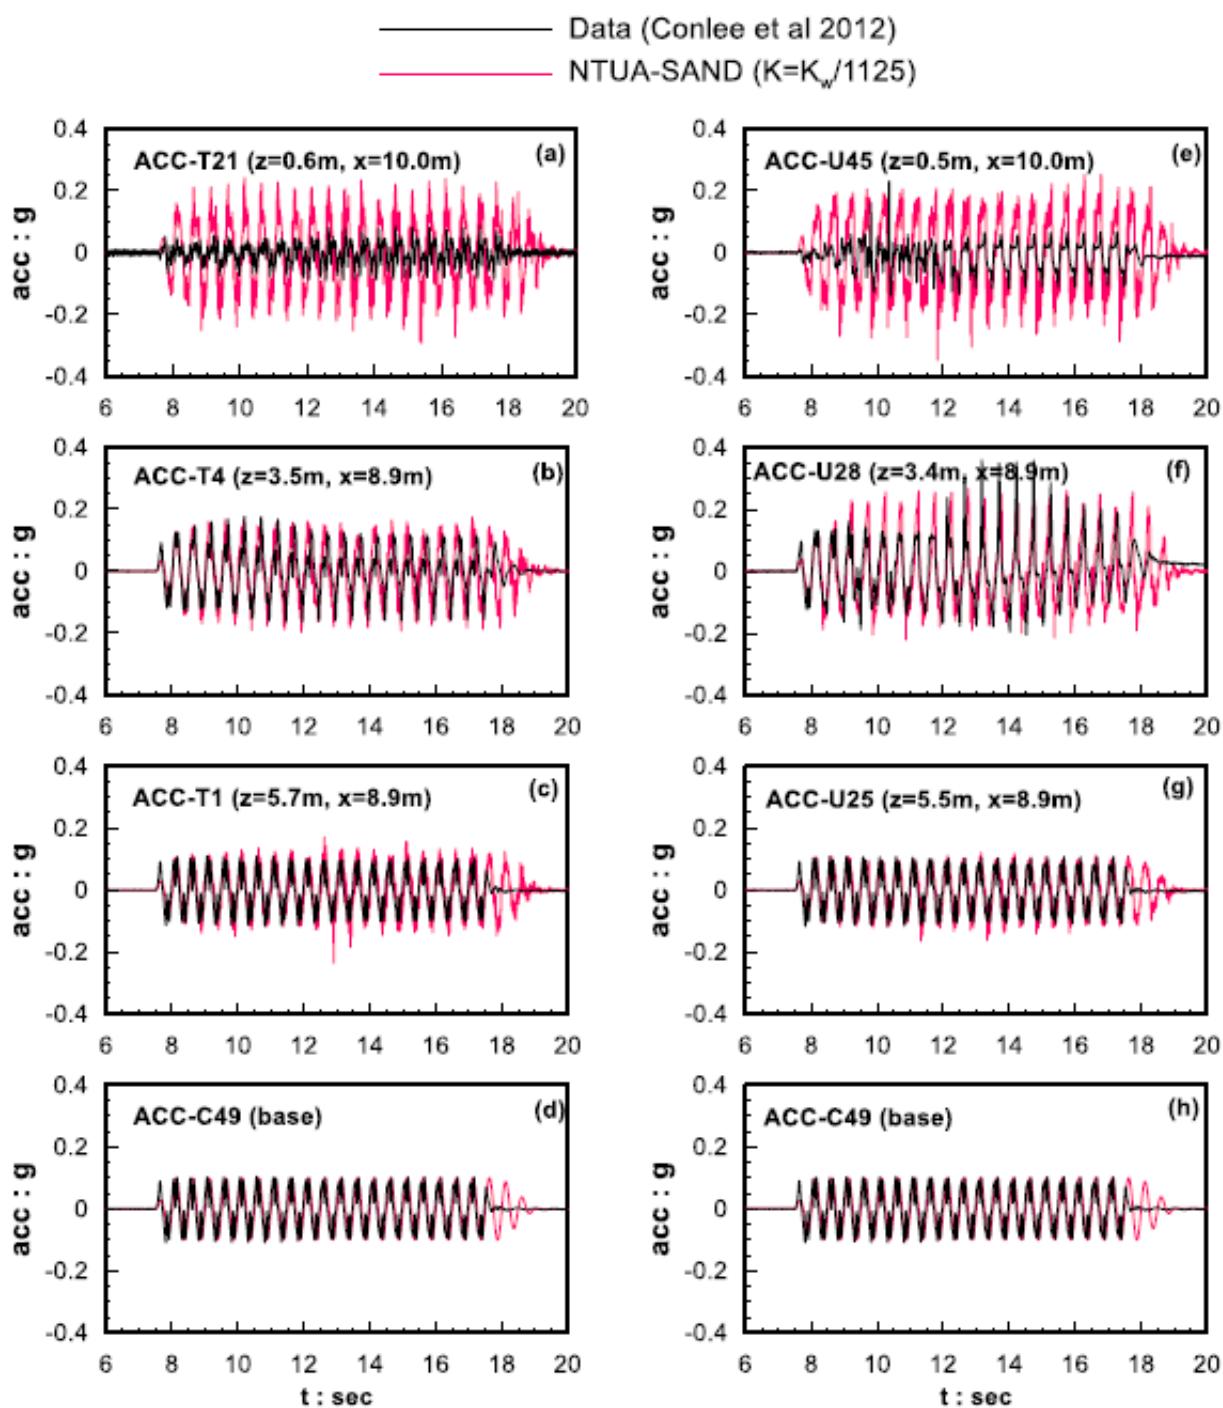 Data (Conlee et al 2012)
NTUA-SAND (K=Kw/1125)
0.4
0.2
0
-0.2
-0.4
acc : g
ACC-T21 (z=0.6m, x=10.0m)
(a)
6 8 10 12 14 16 18 20
0.4
0.2
0
-0.2
-0.4
acc : g
ACC-U45 (z=0.5m, x=10.0m)
(e)
6 8 10 12 14 16 18 20
0.4
0.2
0
-0.2
-0.4
acc : g
ACC-T4 (z=3.5m, x=8.9m)
(b)
6 8 10 12 14 16 18 20
0.4
0.2
0
-0.2
-0.4
acc : g
ACC-U28 (z=3.4m, x=8.9m)
(f)
6 8 10 12 14 16 18 20
0.4
0.2
0
-0.2
-0.4
acc : g
ACC-T1 (z=5.7m, x=8.9m)
(c)
6 8 10 12 14 16 18 20
0.4
0.2
0
-0.2
-0.4
acc : g
ACC-U25 (z=5.5m, x=8.9m)
(g)
6 8 10 12 14 16 18 20
0.4
0.2
0
-0.2
-0.4
acc : g
ACC-C49 (base)
(d)
6 8 10 12 14 16 18 20
t : sec
0.4
0.2
0
-0.2
-0.4
acc : g
ACC-C49 (base)
(h)
6 8 10 12 14 16 18 20
t : sec